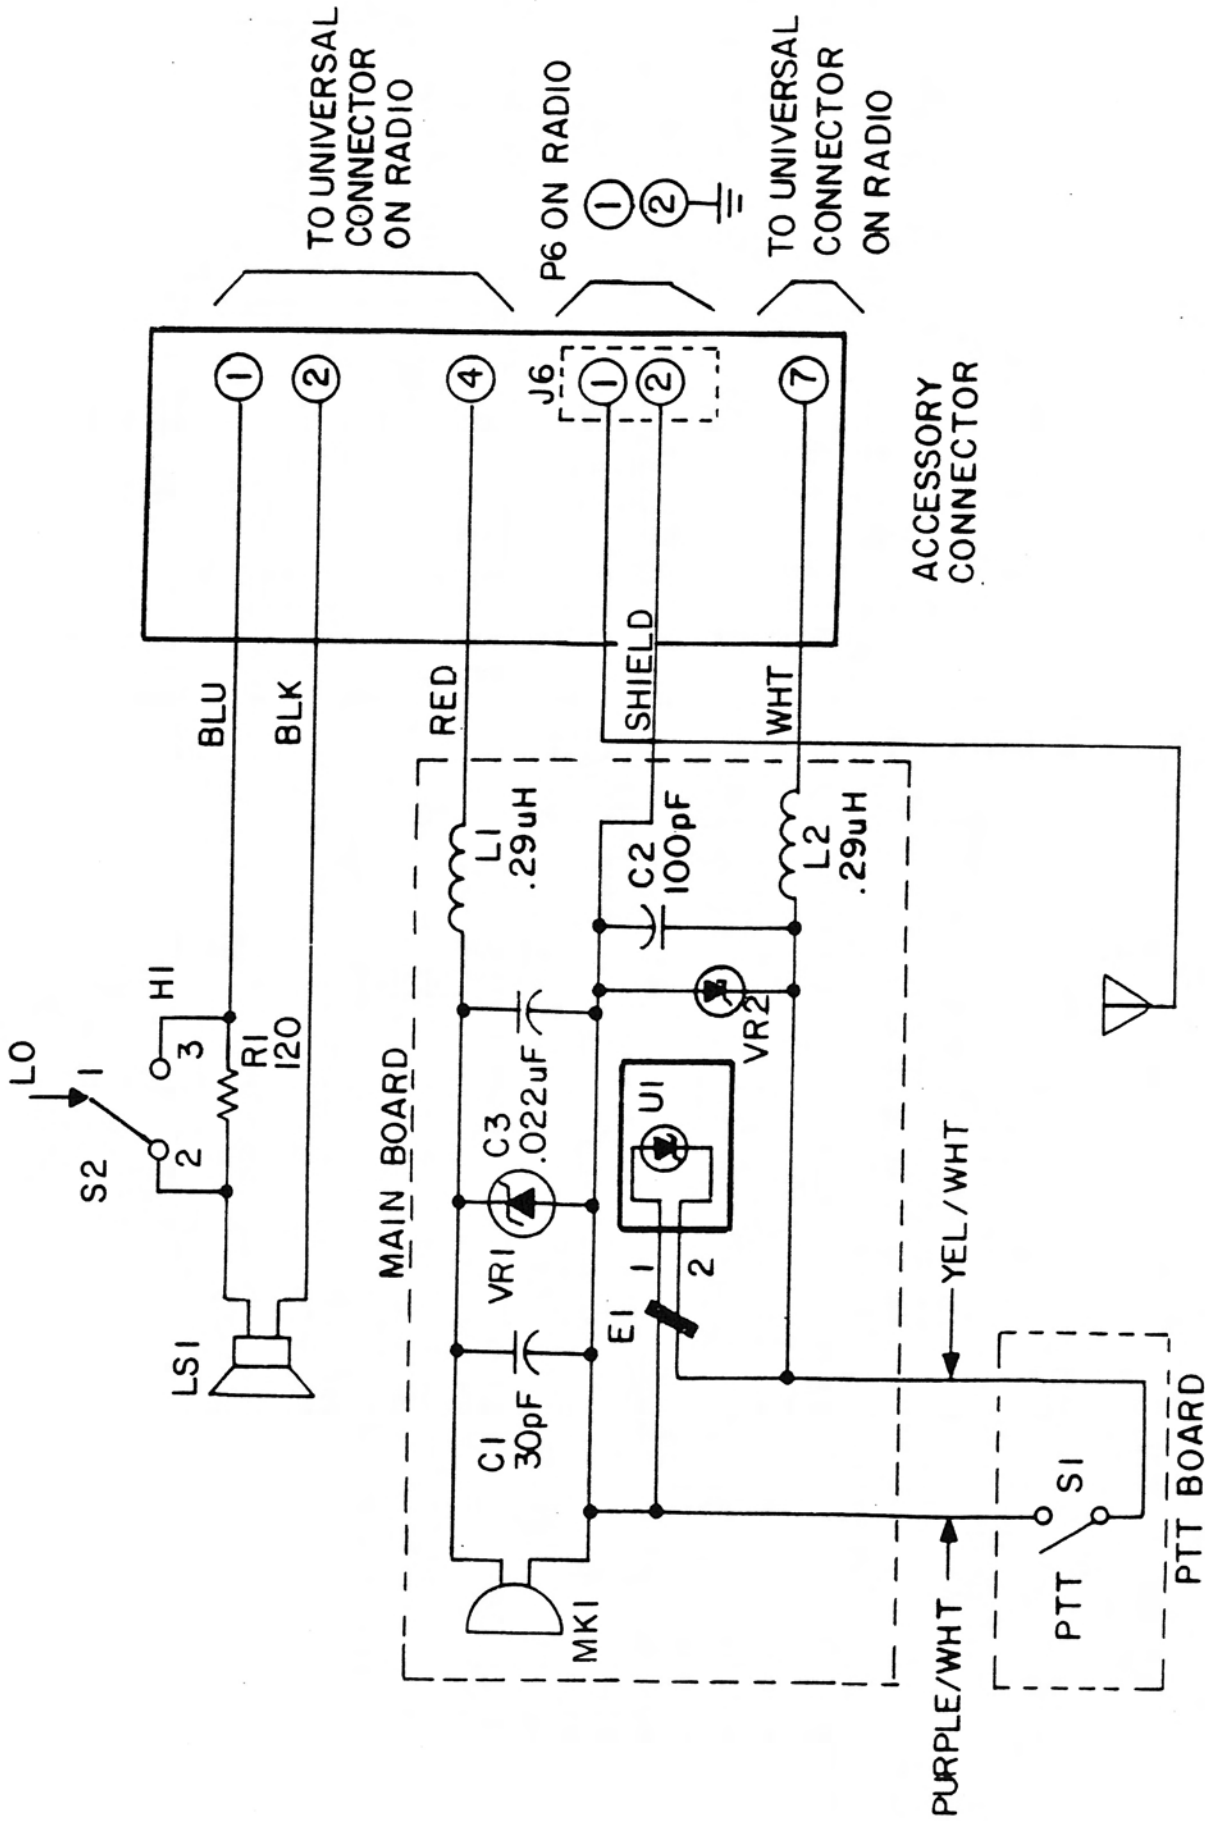 LO
1
HI
S2
2
3
R1
120
LS1
BLU
BLK
1
2
TO UNIVERSAL
CONNECTOR
ON RADIO
MAIN BOARD
RED
4
L1
.29uH
C3
.022uF
VR1
C1
30pF
MK1
J6
1
2
P6 ON RADIO
1
2
SHIELD
C2
100pF
VR2
U1
E1
1
2
WHT
7
L2
.29uH
TO UNIVERSAL
CONNECTOR
ON RADIO
ACCESSORY
CONNECTOR
YEL/WHT
PURPLE/WHT
S1
PTT
PTT BOARD